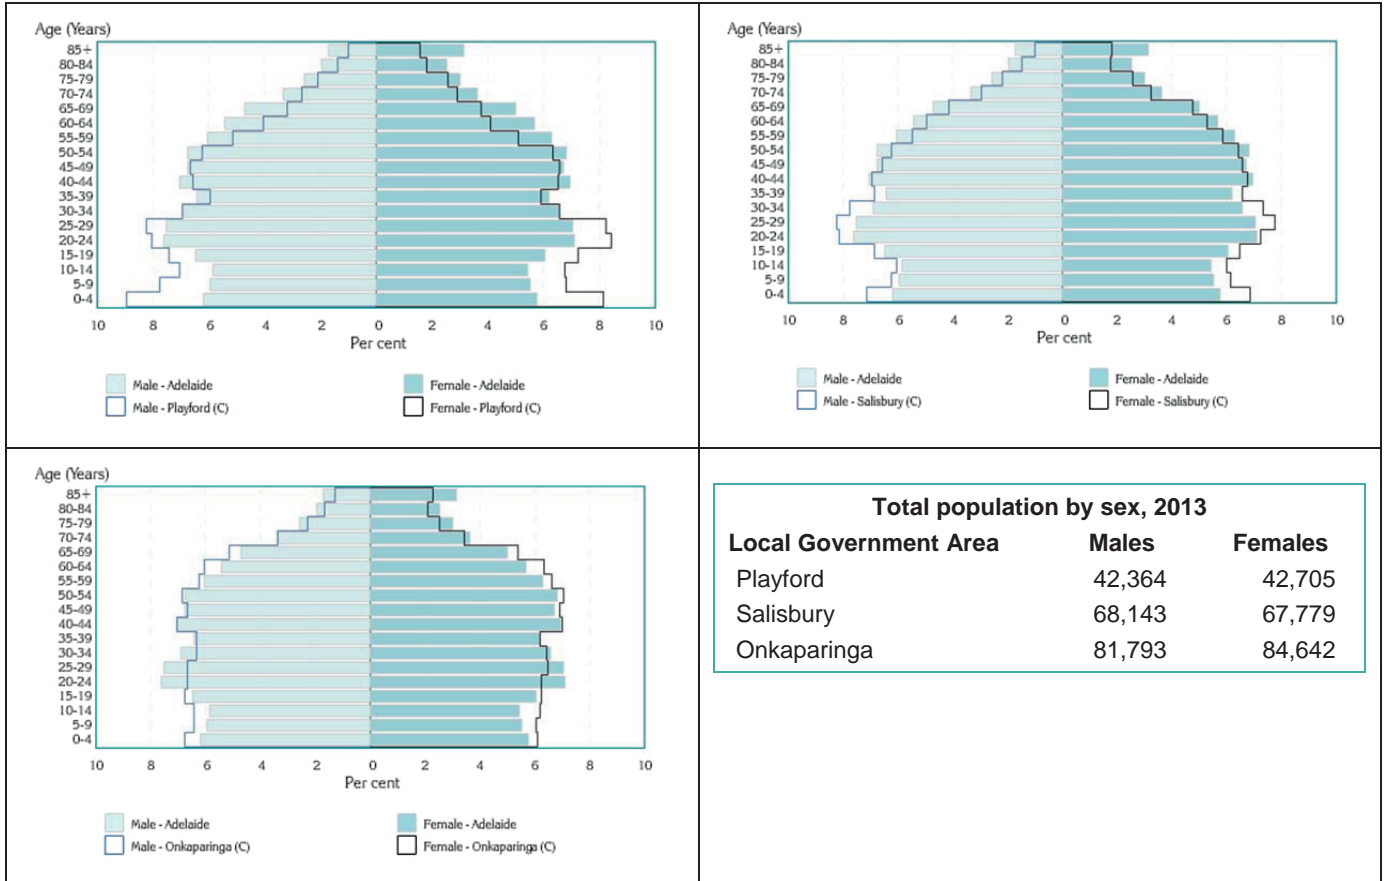 Age (Years)
85+
80-84
75-79
70-74
65-69
60-64
55-59
50-54
45-49
40-44
35-39
30-34
25-29
20-24
15-19
10-14
5-9
0-4
10 8 6 4 2 0 2 4 6 8 10
Per cent
Male - Adelaide Female - Adelaide
Male - Playford (C) Female - Playford (C)
Age (Years)
85+
80-84
75-79
70-74
65-69
60-64
55-59
50-54
45-49
40-44
35-39
30-34
25-29
20-24
15-19
10-14
5-9
0-4
10 8 6 4 2 0 2 4 6 8 10
Per cent
Male - Adelaide Female - Adelaide
Male - Salisbury (C) Female - Salisbury (C)
Age (Years)
85+
80-84
75-79
70-74
65-69
60-64
55-59
50-54
45-49
40-44
35-39
30-34
25-29
20-24
15-19
10-14
5-9
0-4
10 8 6 4 2 0 2 4 6 8 10
Per cent
Male - Adelaide Female - Adelaide
Male - Onkaparinga (C) Female - Onkaparinga (C)
Total population by sex, 2013
Local Government Area Males Females
Playford 42,364 42,705
Salisbury 68,143 67,779
Onkaparinga 81,793 84,642